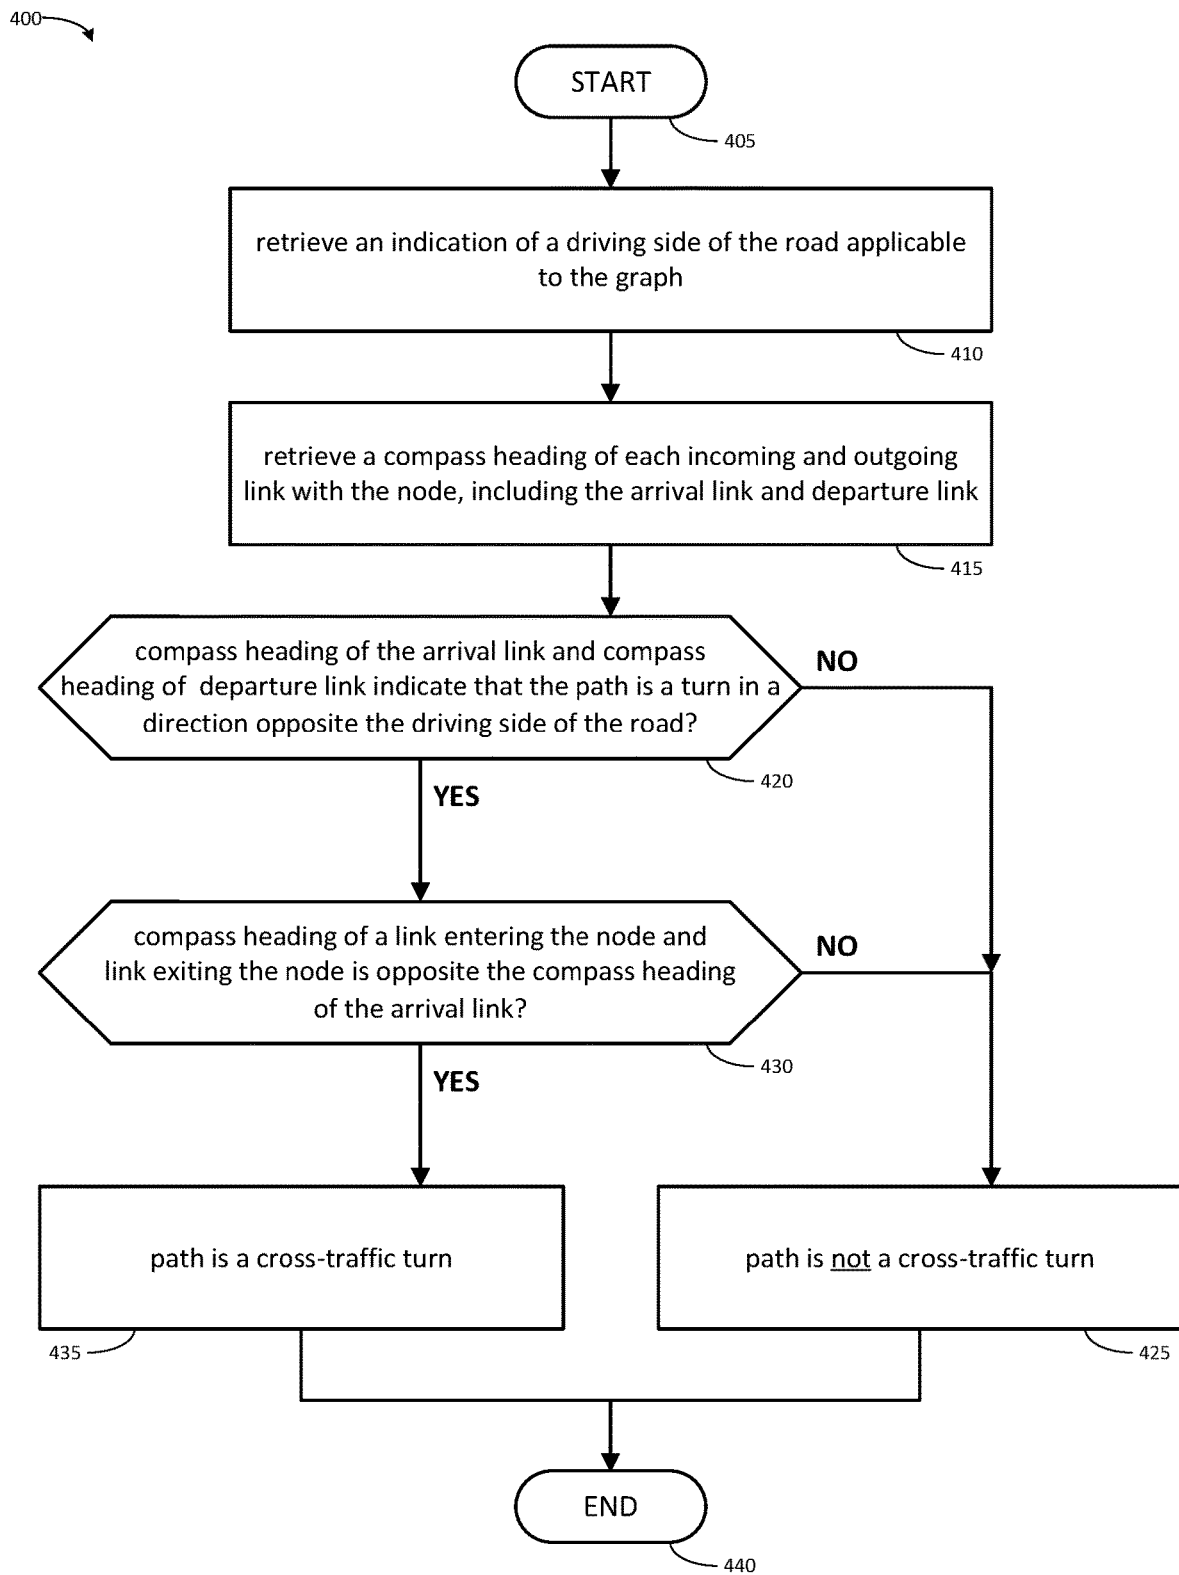 400
START
405
retrieve an indication of a driving side of the road applicable
to the graph
410
retrieve a compass heading of each incoming and outgoing
link with the node, including the arrival link and departure link
415
compass heading of the arrival link and compass
heading of departure link indicate that the path is a turn in a
direction opposite the driving side of the road?
NO
420
YES
compass heading of a link entering the node and
link exiting the node is opposite the compass heading
of the arrival link?
NO
430
YES
path is a cross-traffic turn
path is not a cross-traffic turn
435
425
END
440